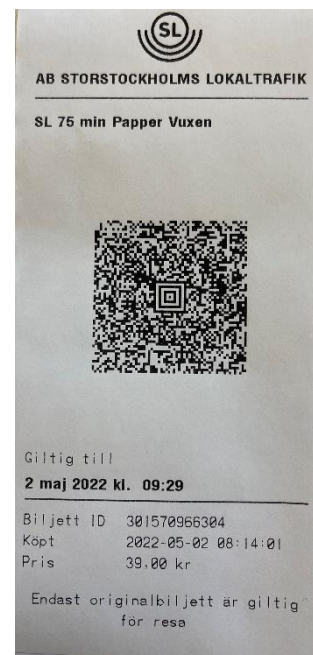 SL
AB STORSTOCKHOLMS LOKALTRAFIK
SL 75 min Papper Vuxen
Giltig till
2 maj 2022 kl. 09:29
Biljett ID 301570966304
Köpt 2022-05-02 08:14:01
Pris 39,00 kr
Endast originalbiljett är giltig
för resa